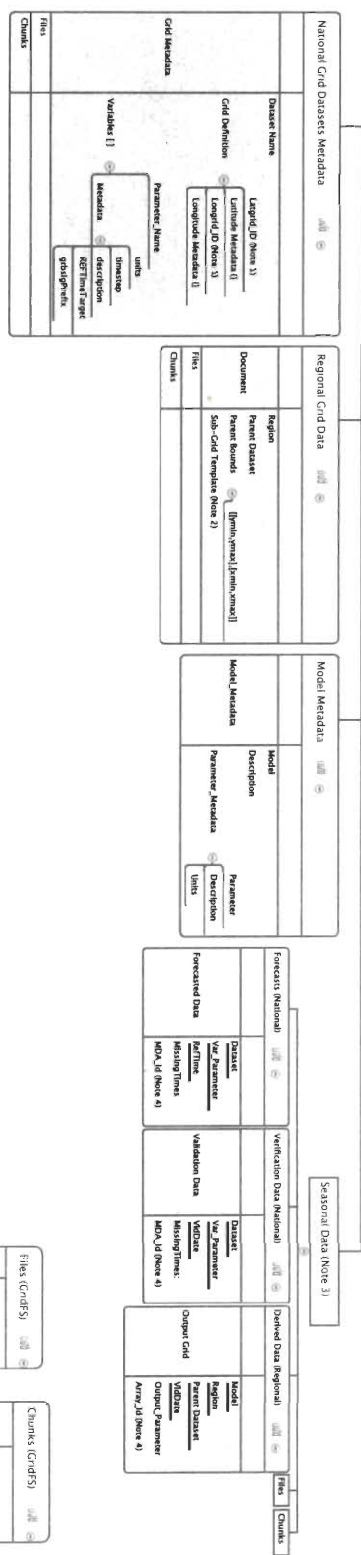 National Grid Datasets Metadata
Grid Metadata
Dataset Name
Grid Definition
Latgrid_ID (Note 1)
Latitude Metadata {}
Longrid_ID (Note 1)
Longitude Metadata {}
Variables [ ]
Parameter_Name
Metadata
units
timestep
description
REFTimeTarget
grbsigPrefix
Files
Chunks
Regional Grid Data
Document
Region
Parent Dataset
Parent Bounds
[[ymin,ymax],[xmin,xmax]]
Sub-Grid Template (Note 2)
Files
Chunks
Model Metadata
Model_Metadata
Model
Description
Parameter_Metadata
Parameter
Description
Units
Seasonal Data (Note 3)
Forecasts (National)
Forecasted Data
Dataset
Var_Parameter
RefTime
MissingTimes
MDA_Id (Note 4)
Verification Data (National)
Validation Data
Dataset
Var_Parameter
VldDate
MissingTimes:
MDA_Id (Note 4)
Derived Data (Regional)
Output Grid
Model
Region
Parent Dataset
VldDate
Output_Parameter
Array_Id (Note 4)
Files
Chunks
Files (GridFS)
Chunks (GridFS)